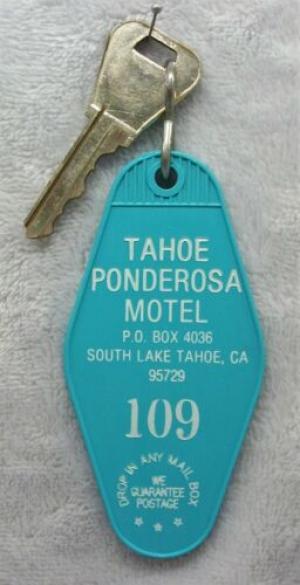 TAHOE
PONDEROSA
MOTEL
P.O. BOX 4036
SOUTH LAKE TAHOE, CA
95729
109
DROP IN ANY MAIL BOX
WE
GUARANTEE
POSTAGE